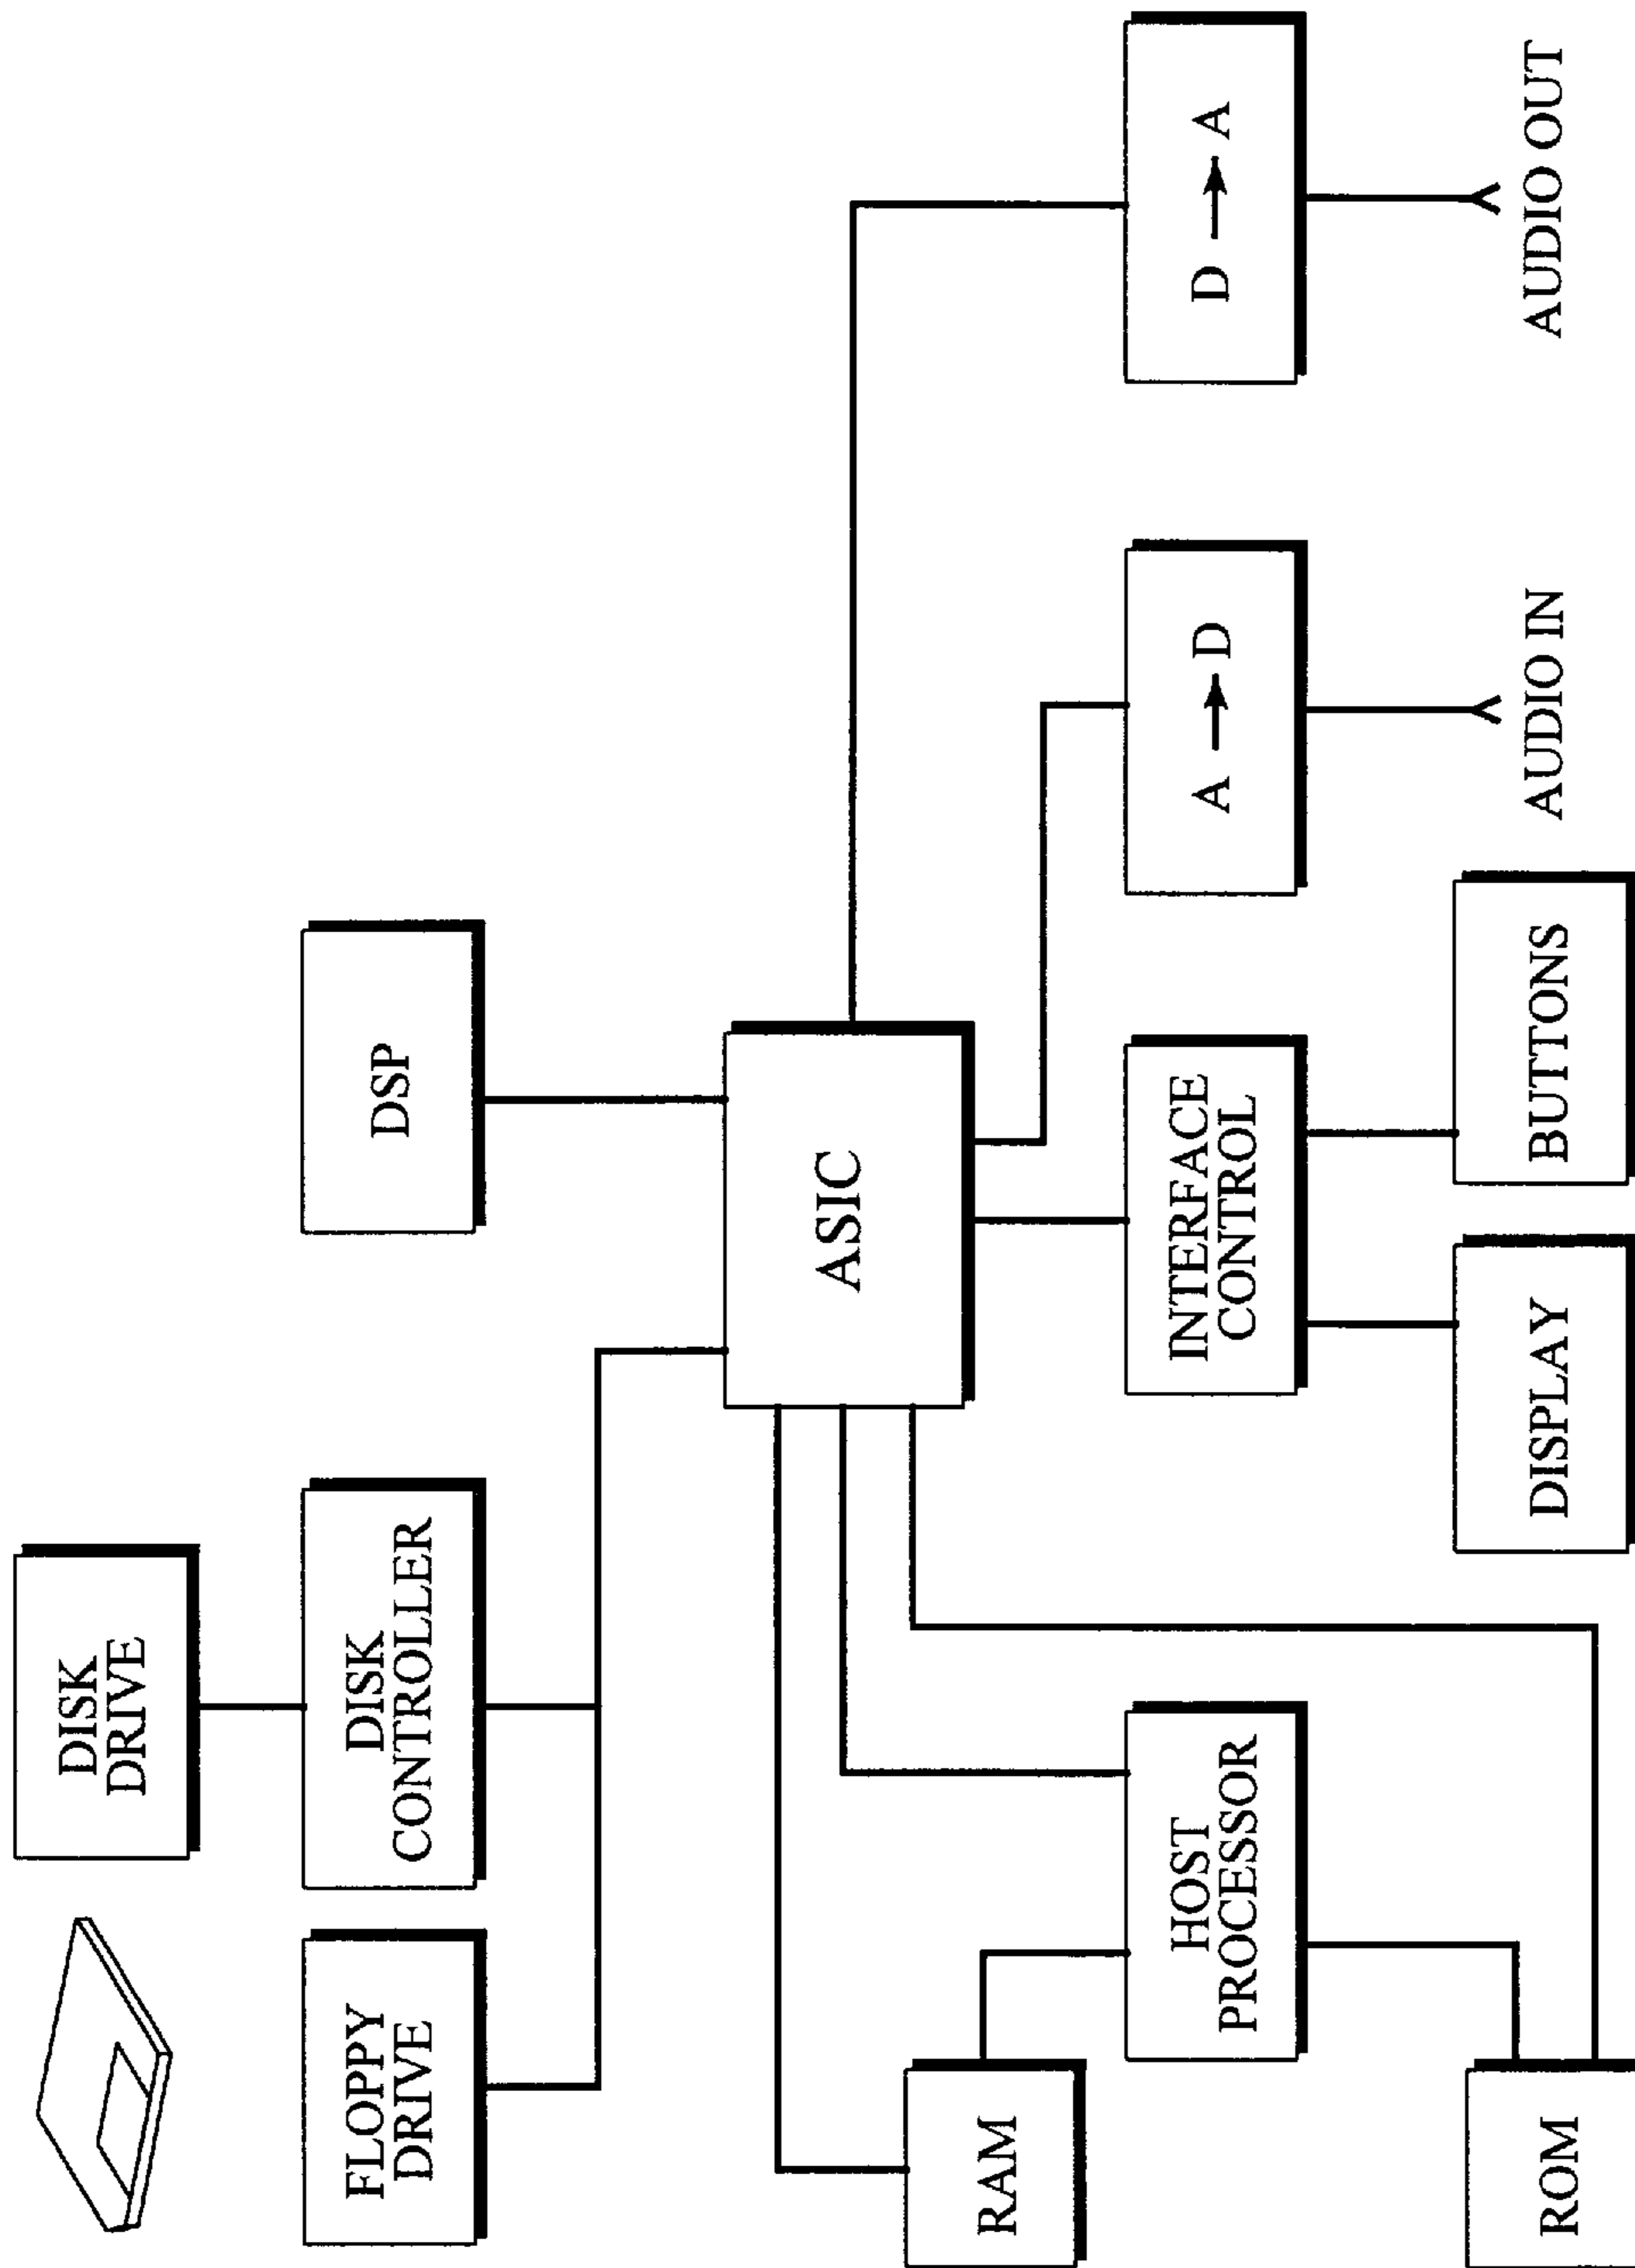 DISK
DRIVE
FLOPPY
DRIVE
DISK
CONTROLLER
DSP
ASIC
RAM
HOST
PROCESSOR
INTERFACE
CONTROL
A → D
D → A
ROM
DISPLAY
BUTTONS
AUDIO IN
AUDIO OUT